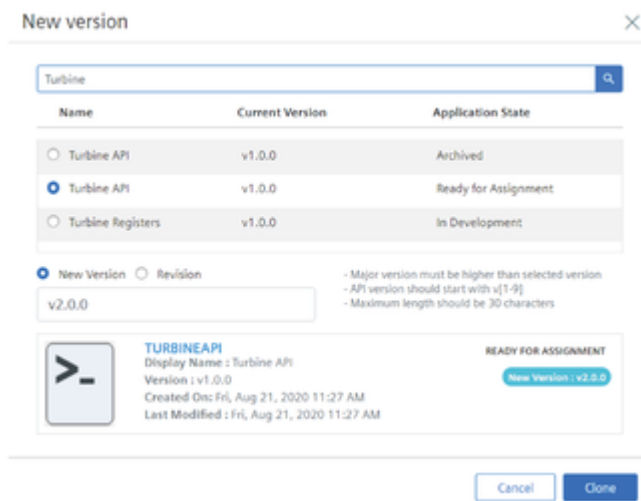 New version
Turbine
Name Current Version Application State
Turbine API v1.0.0 Archived
Turbine API v1.0.0 Ready for Assignment
Turbine Registers v1.0.0 In Development
New Version Revision
v2.0.0
- Major version must be higher than selected version
- API version should start with v[1-9]
- Maximum length should be 30 characters
>_
TURBINEAPI
Display Name : Turbine API
Version : v1.0.0
Created On: Fri, Aug 21, 2020 11:27 AM
Last Modified : Fri, Aug 21, 2020 11:27 AM
READY FOR ASSIGNMENT
New Version : v2.0.0
Cancel Clone